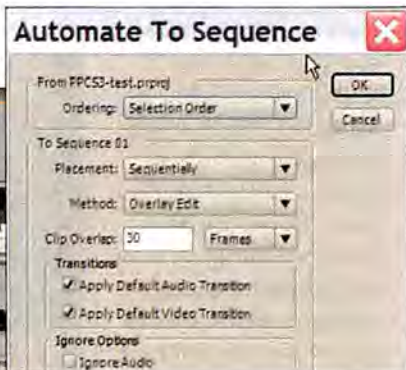 Automate To Sequence
From PPCS3-test.prproj
OK
Ordering: Selection Order
Cancel
To Sequence 01
Placement: Sequentially
Method: Overlay Edit
Clip Overlap: 30 Frames
Transitions
Apply Default Audio Transition
Apply Default Video Transition
Ignore Options
Ignore Audio